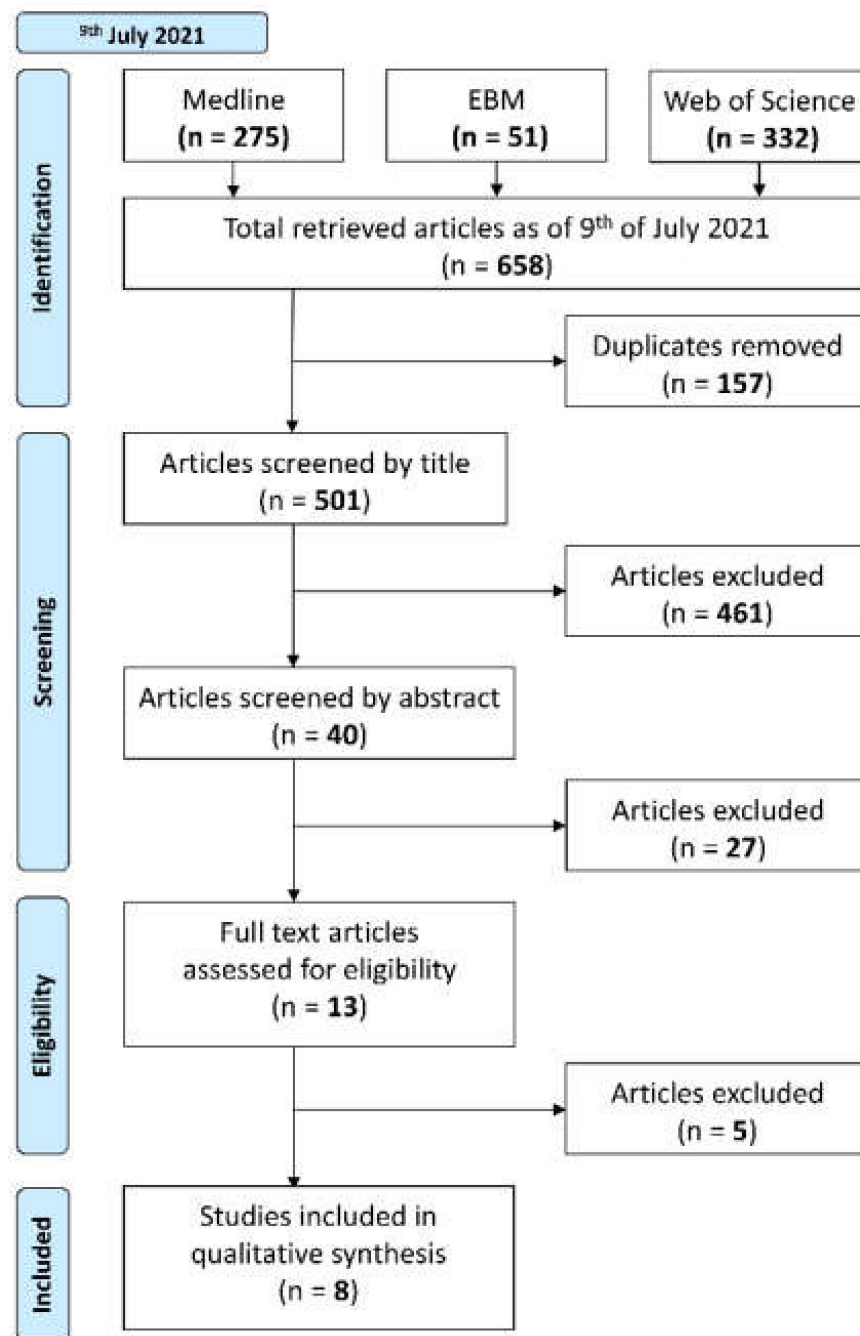 9th July 2021
Identification
Medline
(n = 275)
EBM
(n = 51)
Web of Science
(n = 332)
Total retrieved articles as of 9th of July 2021
(n = 658)
Duplicates removed
(n = 157)
Screening
Articles screened by title
(n = 501)
Articles excluded
(n = 461)
Articles screened by abstract
(n = 40)
Articles excluded
(n = 27)
Eligibility
Full text articles
assessed for eligibility
(n = 13)
Articles excluded
(n = 5)
Included
Studies included in
qualitative synthesis
(n = 8)